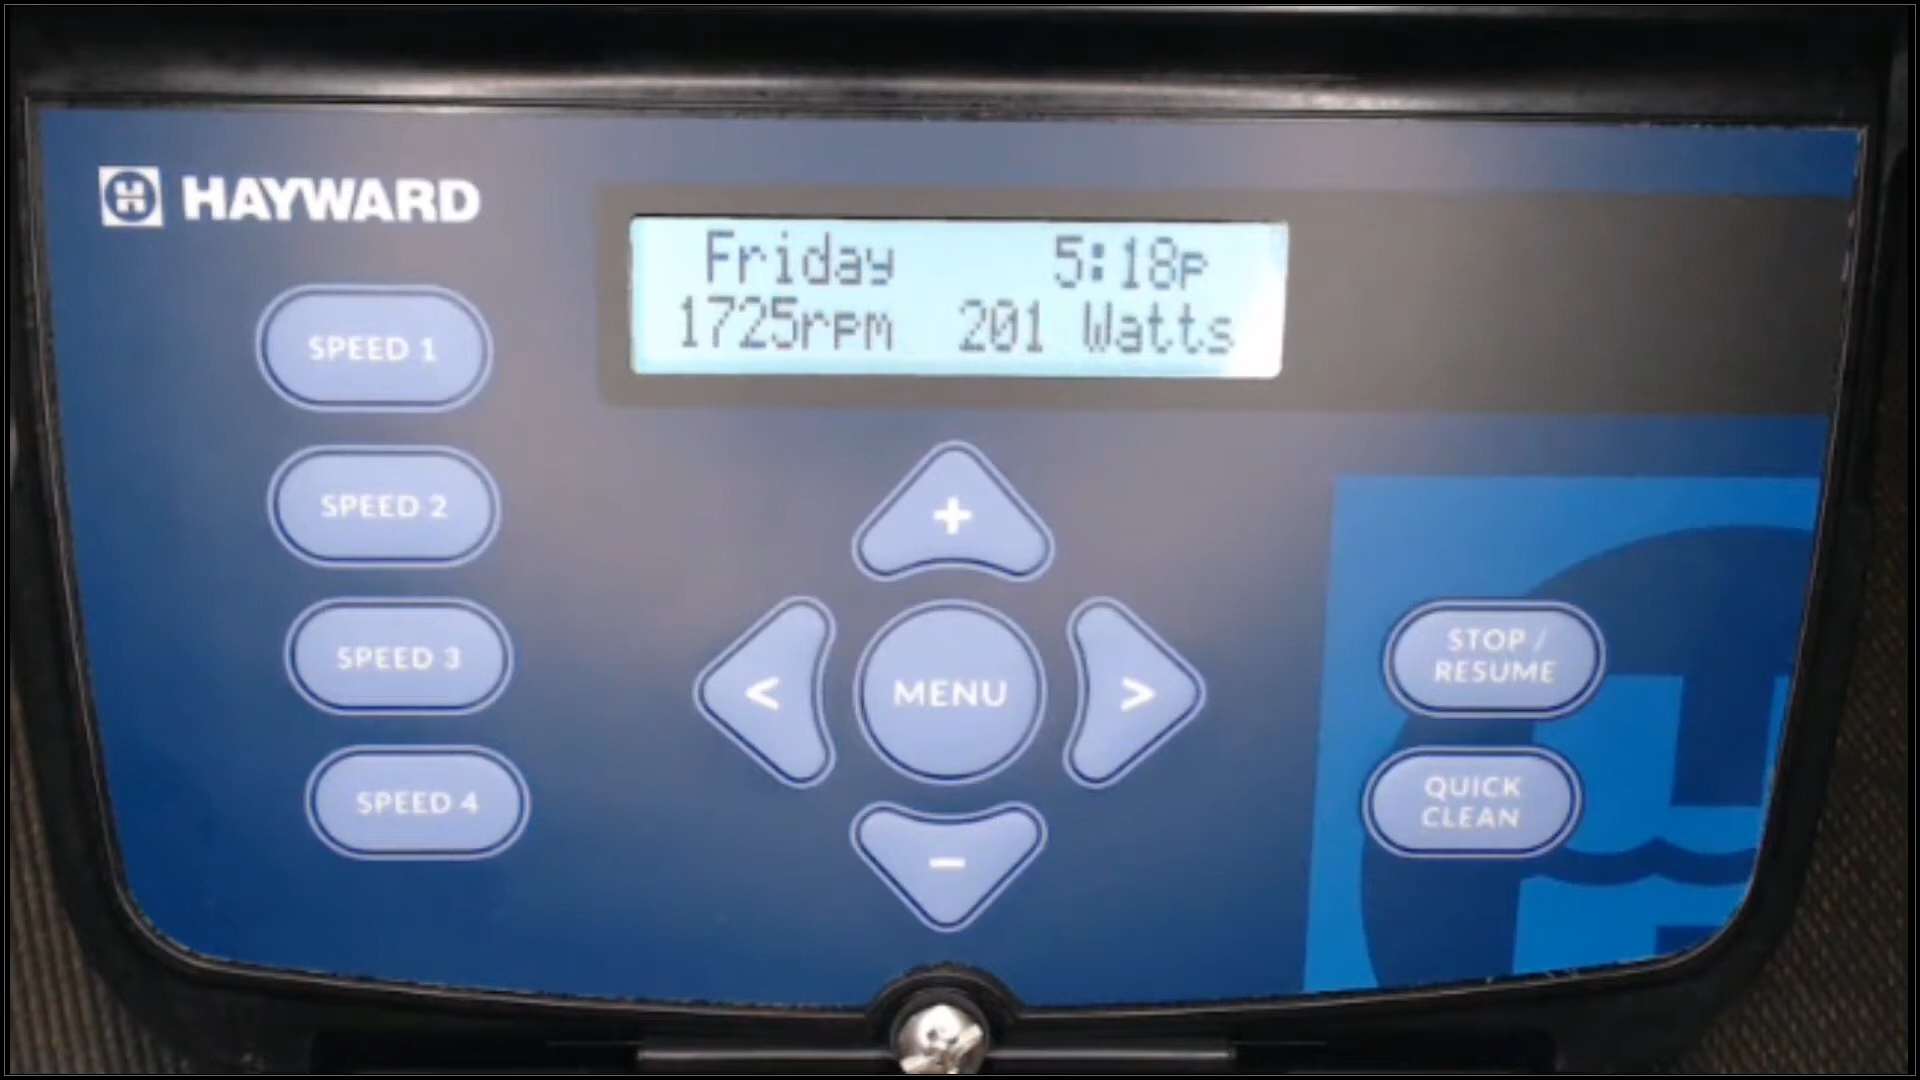 HAYWARD
Friday 5:18p
1725rpm 201 Watts
SPEED 1
SPEED 2
SPEED 3
SPEED 4
+
<
MENU
>
−
STOP /
RESUME
QUICK
CLEAN